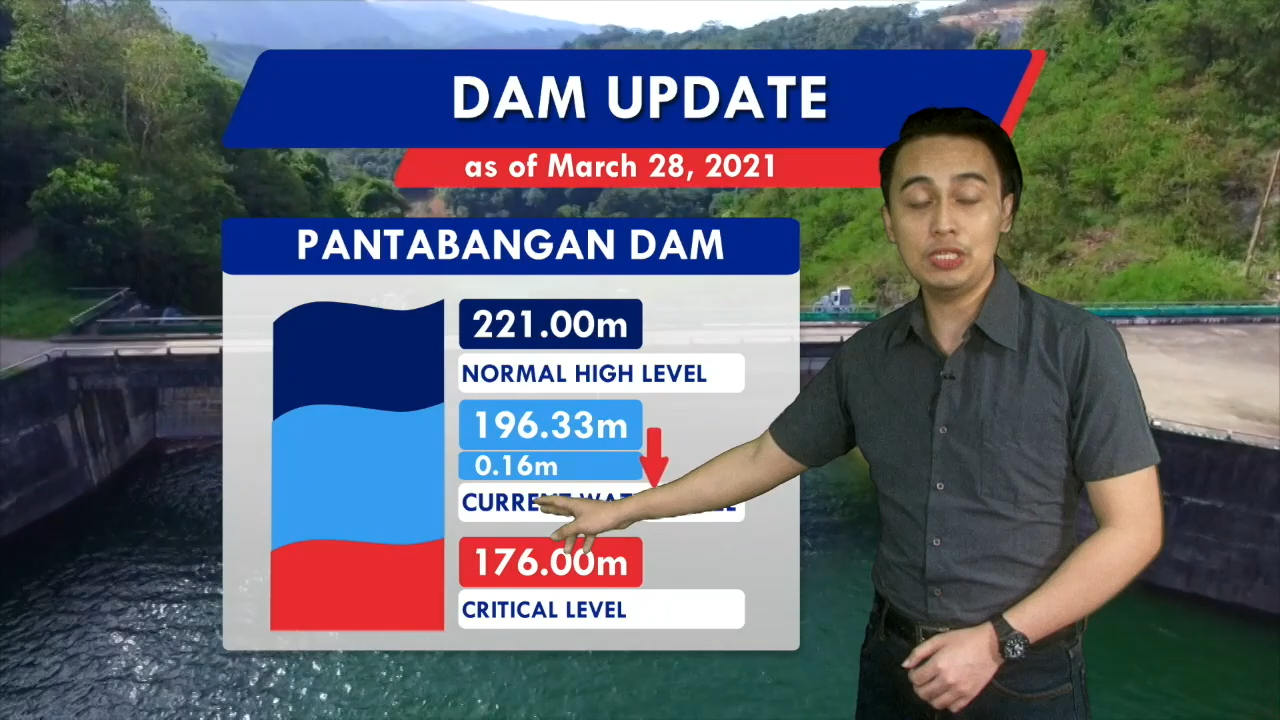 DAM UPDATE
as of March 28, 2021
PANTABANGAN DAM
221.00m
NORMAL HIGH LEVEL
196.33m
0.16m
CURRENT
176.00m
CRITICAL LEVEL